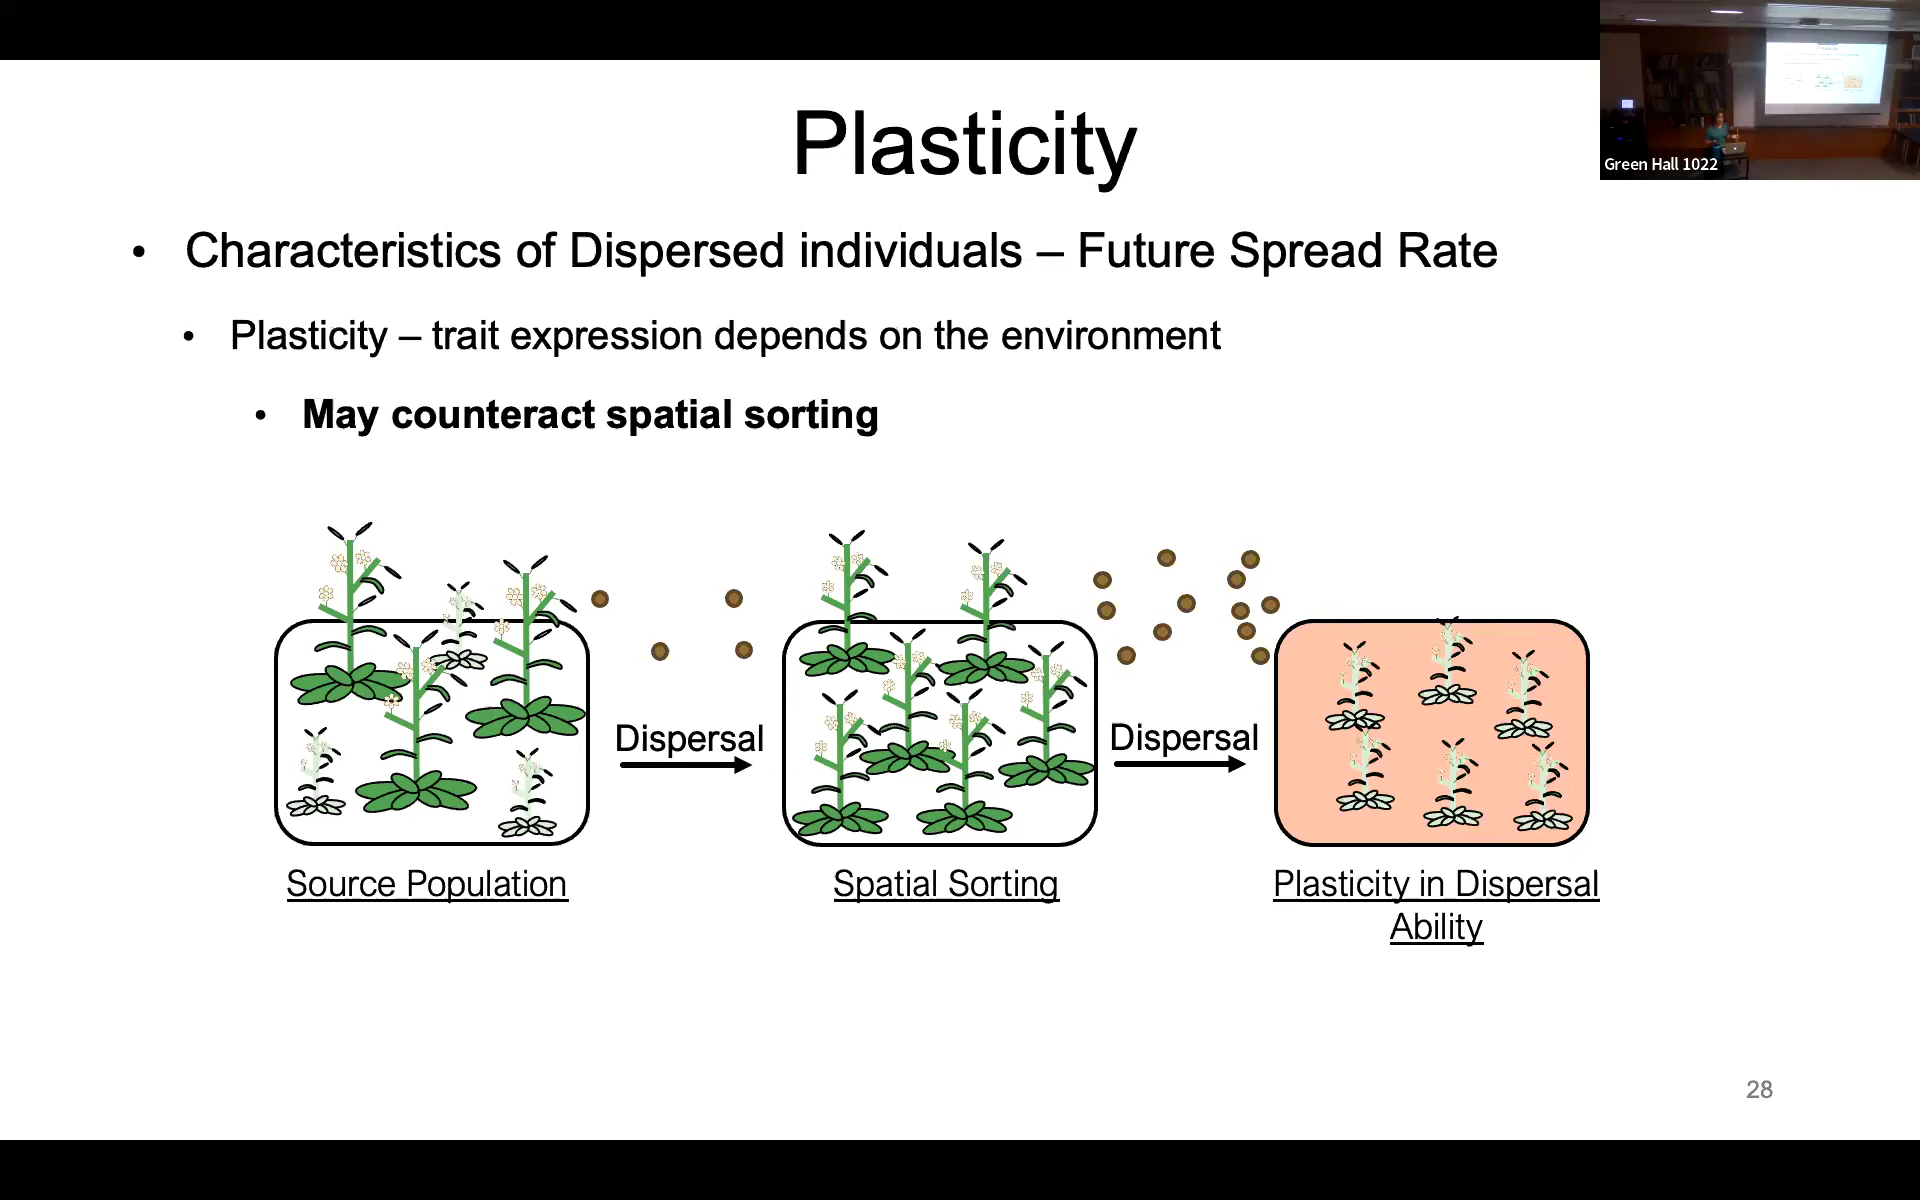 Plasticity
Green Hall 1022
• Characteristics of Dispersed individuals – Future Spread Rate
• Plasticity – trait expression depends on the environment
• May counteract spatial sorting
Dispersal
Dispersal
Source Population
Spatial Sorting
Plasticity in Dispersal
Ability
28